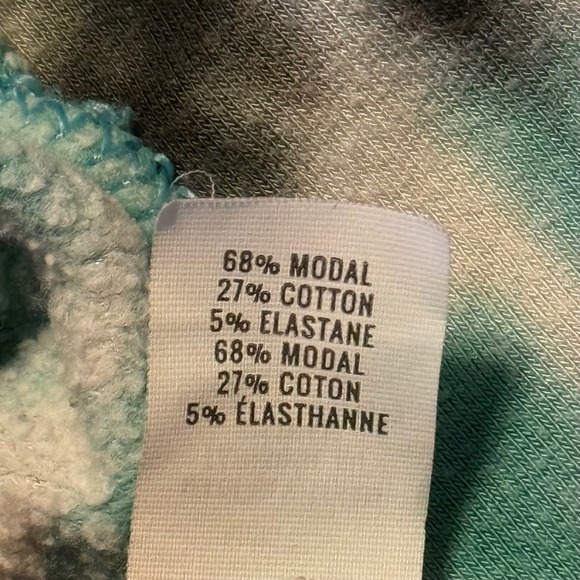 68% MODAL
27% COTTON
5% ELASTANE
68% MODAL
27% COTON
5% ÉLASTHANNE